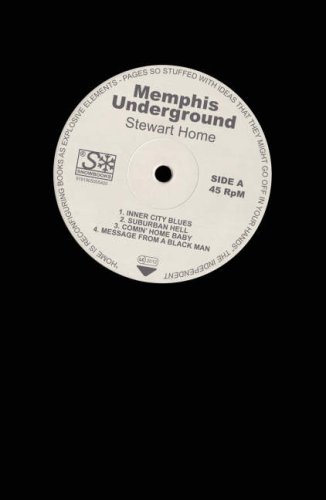 "HOME IS RECONFIGURING BOOKS AS EXPLOSIVE ELEMENTS - PAGES SO STUFFED WITH IDEAS THAT THEY MIGHT GO OFF IN YOUR HANDS" THE INDEPENDENT
Memphis
Underground
Stewart Home
S
SNOWBOOKS
SIDE A
45 RpM
1. INNER CITY BLUES
2. SUBURBAN HELL
3. COMIN' HOME BABY
4. MESSAGE FROM A BLACK MAN